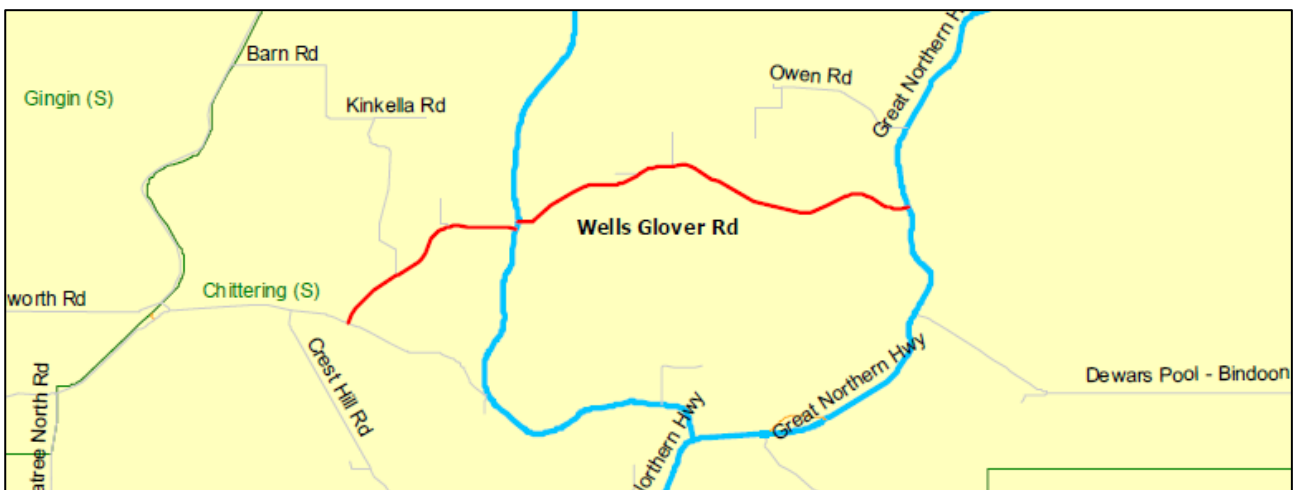 Great Northern H
Barn Rd
Owen Rd
Gingin (S)
Kinkella Rd
Wells Glover Rd
Chittering (S)
worth Rd
Crest Hill Rd
Great Northern Hwy
Dewars Pool - Bindoon
atree North Rd
Northern Hwy